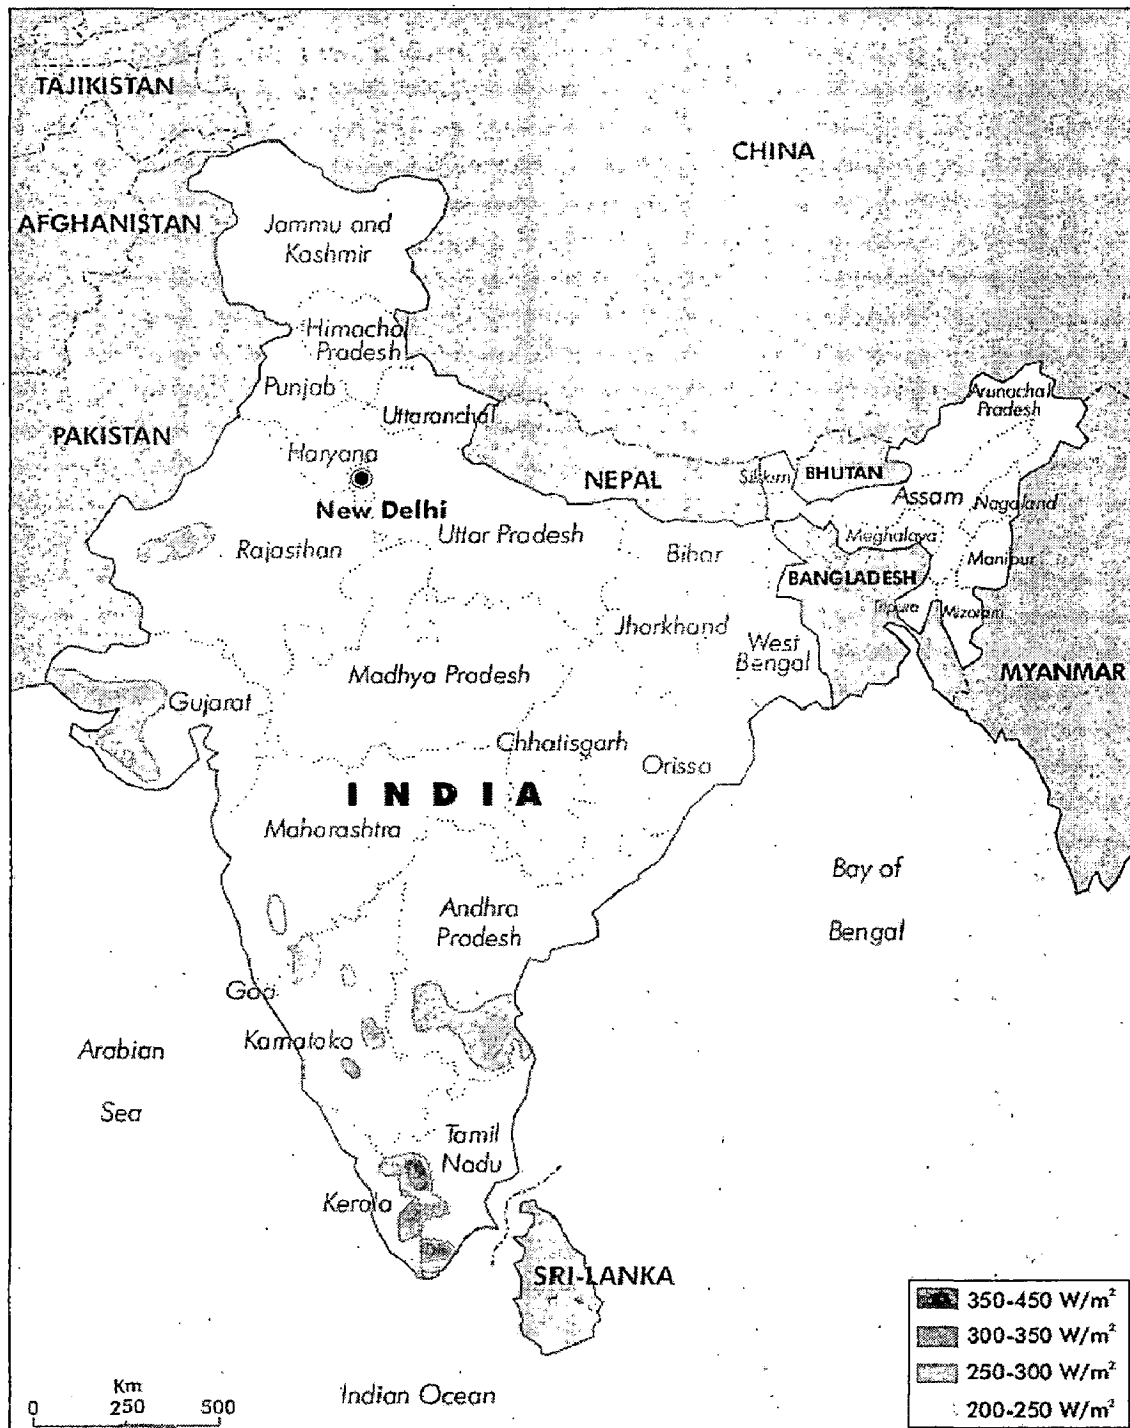 TAJIKISTAN
CHINA
AFGHANISTAN
Jammu and
Kashmir
Himachal
Pradesh
Punjab
Arunachal
Pradesh
Uttaranchal
PAKISTAN
Haryana
NEPAL
Sikkim
BHUTAN
Assam
Nagaland
New Delhi
Rajasthan
Uttar Pradesh
Bihar
Meghalaya
Manipur
BANGLADESH
Tripura
Mizoram
Jharkhand
West
Bengal
Madhya Pradesh
MYANMAR
Gujarat
Chhatisgarh
Orissa
INDIA
Maharashtra
Bay of
Bengal
Andhra
Pradesh
Goa
Karnataka
Arabian
Sea
Tamil
Nadu
Kerala
SRI-LANKA
350-450 W/m²
300-350 W/m²
250-300 W/m²
200-250 W/m²
Km
0 250 500
Indian Ocean